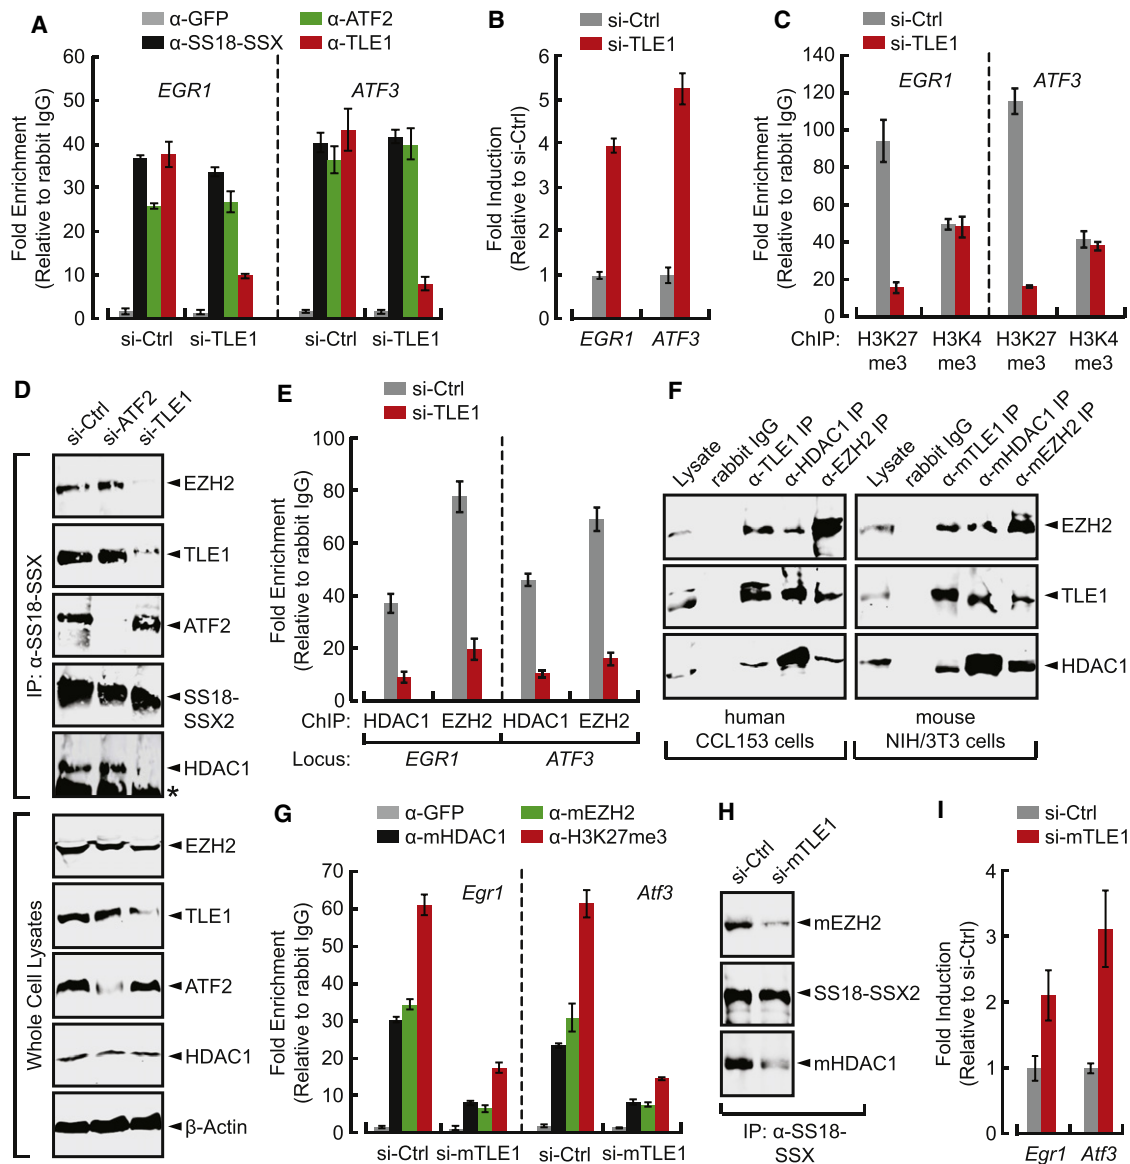 A
α-GFP
α-SS18-SSX
α-ATF2
α-TLE1
Fold Enrichment
(Relative to rabbit IgG)
60
50
40
30
20
10
0
EGR1
ATF3
si-Ctrl si-TLE1 si-Ctrl si-TLE1
B
si-Ctrl
si-TLE1
Fold Induction
(Relative to si-Ctrl)
6
5
4
3
2
1
0
EGR1 ATF3
C
si-Ctrl
si-TLE1
Fold Enrichment
(Relative to rabbit IgG)
140
120
100
80
60
40
20
0
EGR1
ATF3
ChIP: H3K27 H3K4 H3K27 H3K4
me3 me3 me3 me3
D
si-Ctrl
si-ATF2
si-TLE1
IP: α-SS18-SSX
EZH2
TLE1
ATF2
SS18-
SSX2
HDAC1
*
Whole Cell Lysates
EZH2
TLE1
ATF2
HDAC1
β-Actin
E
si-Ctrl
si-TLE1
Fold Enrichment
(Relative to rabbit IgG)
100
80
60
40
20
0
ChIP: HDAC1 EZH2 HDAC1 EZH2
Locus: EGR1 ATF3
F
Lysate
rabbit IgG
α-TLE1 IP
α-HDAC1 IP
α-EZH2 IP
Lysate
rabbit IgG
α-mTLE1 IP
α-mHDAC1 IP
α-mEZH2 IP
EZH2
TLE1
HDAC1
human
CCL153 cells
mouse
NIH/3T3 cells
G
α-GFP
α-mHDAC1
α-mEZH2
α-H3K27me3
Fold Enrichment
(Relative to rabbit IgG)
70
60
50
40
30
20
10
0
Egr1
Atf3
si-Ctrl si-mTLE1 si-Ctrl si-mTLE1
H
si-Ctrl
si-mTLE1
mEZH2
SS18-SSX2
mHDAC1
IP: α-SS18-
SSX
I
si-Ctrl
si-mTLE1
Fold Induction
(Relative to si-Ctrl)
4
3
2
1
0
Egr1 Atf3